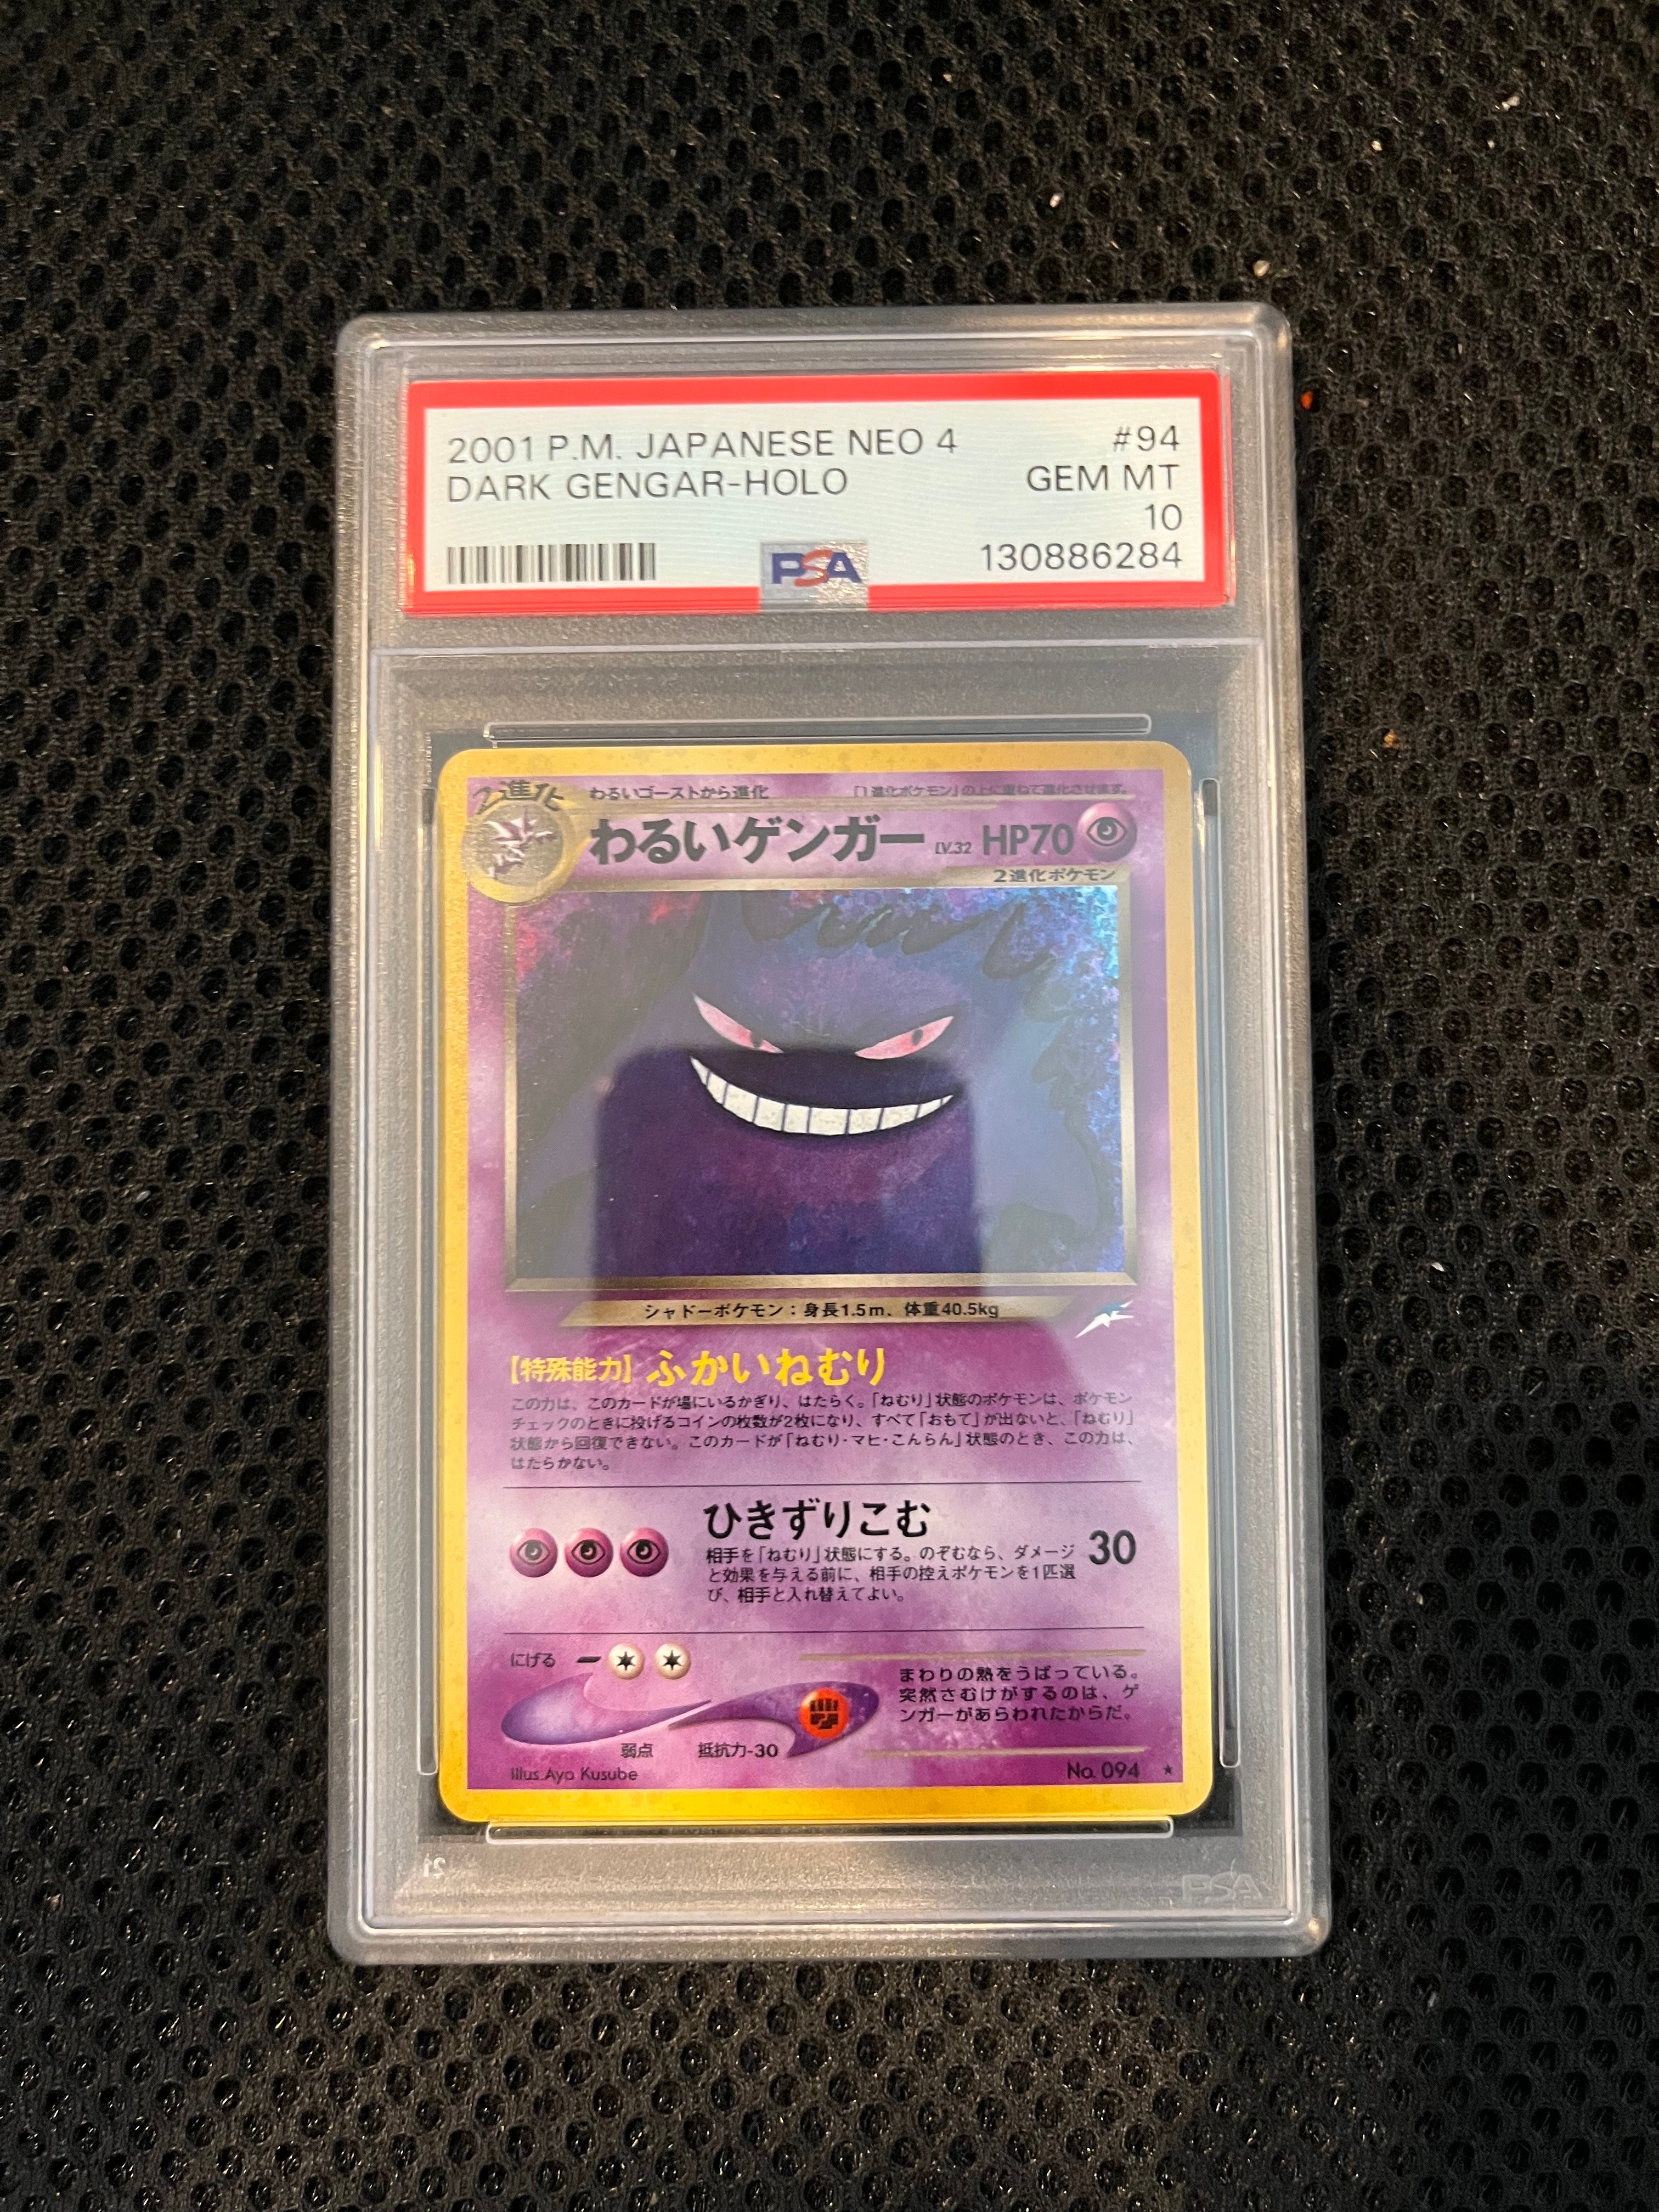 2001 P.M. JAPANESE NEO 4 #94
DARK GENGAR-HOLO GEM MT
10
PSA 130886284
2進化 わるいゴーストから進化 「1進化ポケモン」の上に重ねて進化させます。
わるいゲンガー LV.32 HP70
2進化ポケモン
シャドーポケモン：身長1.5m、体重40.5kg
【特殊能力】ふかいねむり
この力は、このカードが場にいるかぎり、はたらく。「ねむり」状態のポケモンは、ポケモン
チェックのときに投げるコインの枚数が2枚になり、すべて「おもて」が出ないと、「ねむり」
状態から回復できない。このカードが「ねむり・マヒ・こんらん」状態のとき、この力は、
はたらかない。
ひきずりこむ 30
相手を「ねむり」状態にする。のぞむなら、ダメージ
と効果を与える前に、相手の控えポケモンを1匹選
び、相手と入れ替えてよい。
にげる
まわりの熱をうばっている。
突然さむけがするのは、ゲ
ンガーがあらわれたからだ。
弱点 抵抗力-30
Illus. Aya Kusube No. 094 ★
21 PSA